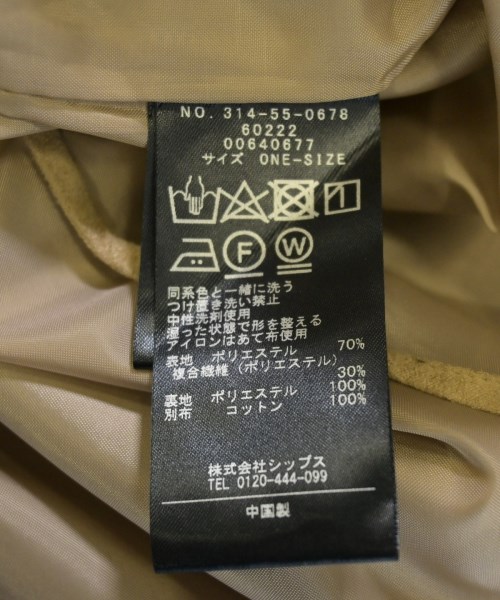 NO. 314-55-0678
60222
00640677
サイズ ONE-SIZE
F W
同系色と一緒に洗う
つけ置き洗い禁止
中性洗剤使用
湿った状態で形を整える
アイロンはあて布使用
表地 ポリエステル 70%
複合繊維(ポリエステル) 30%
裏地 ポリエステル 100%
別布 コットン 100%
株式会社シップス
TEL 0120-444-099
中国製